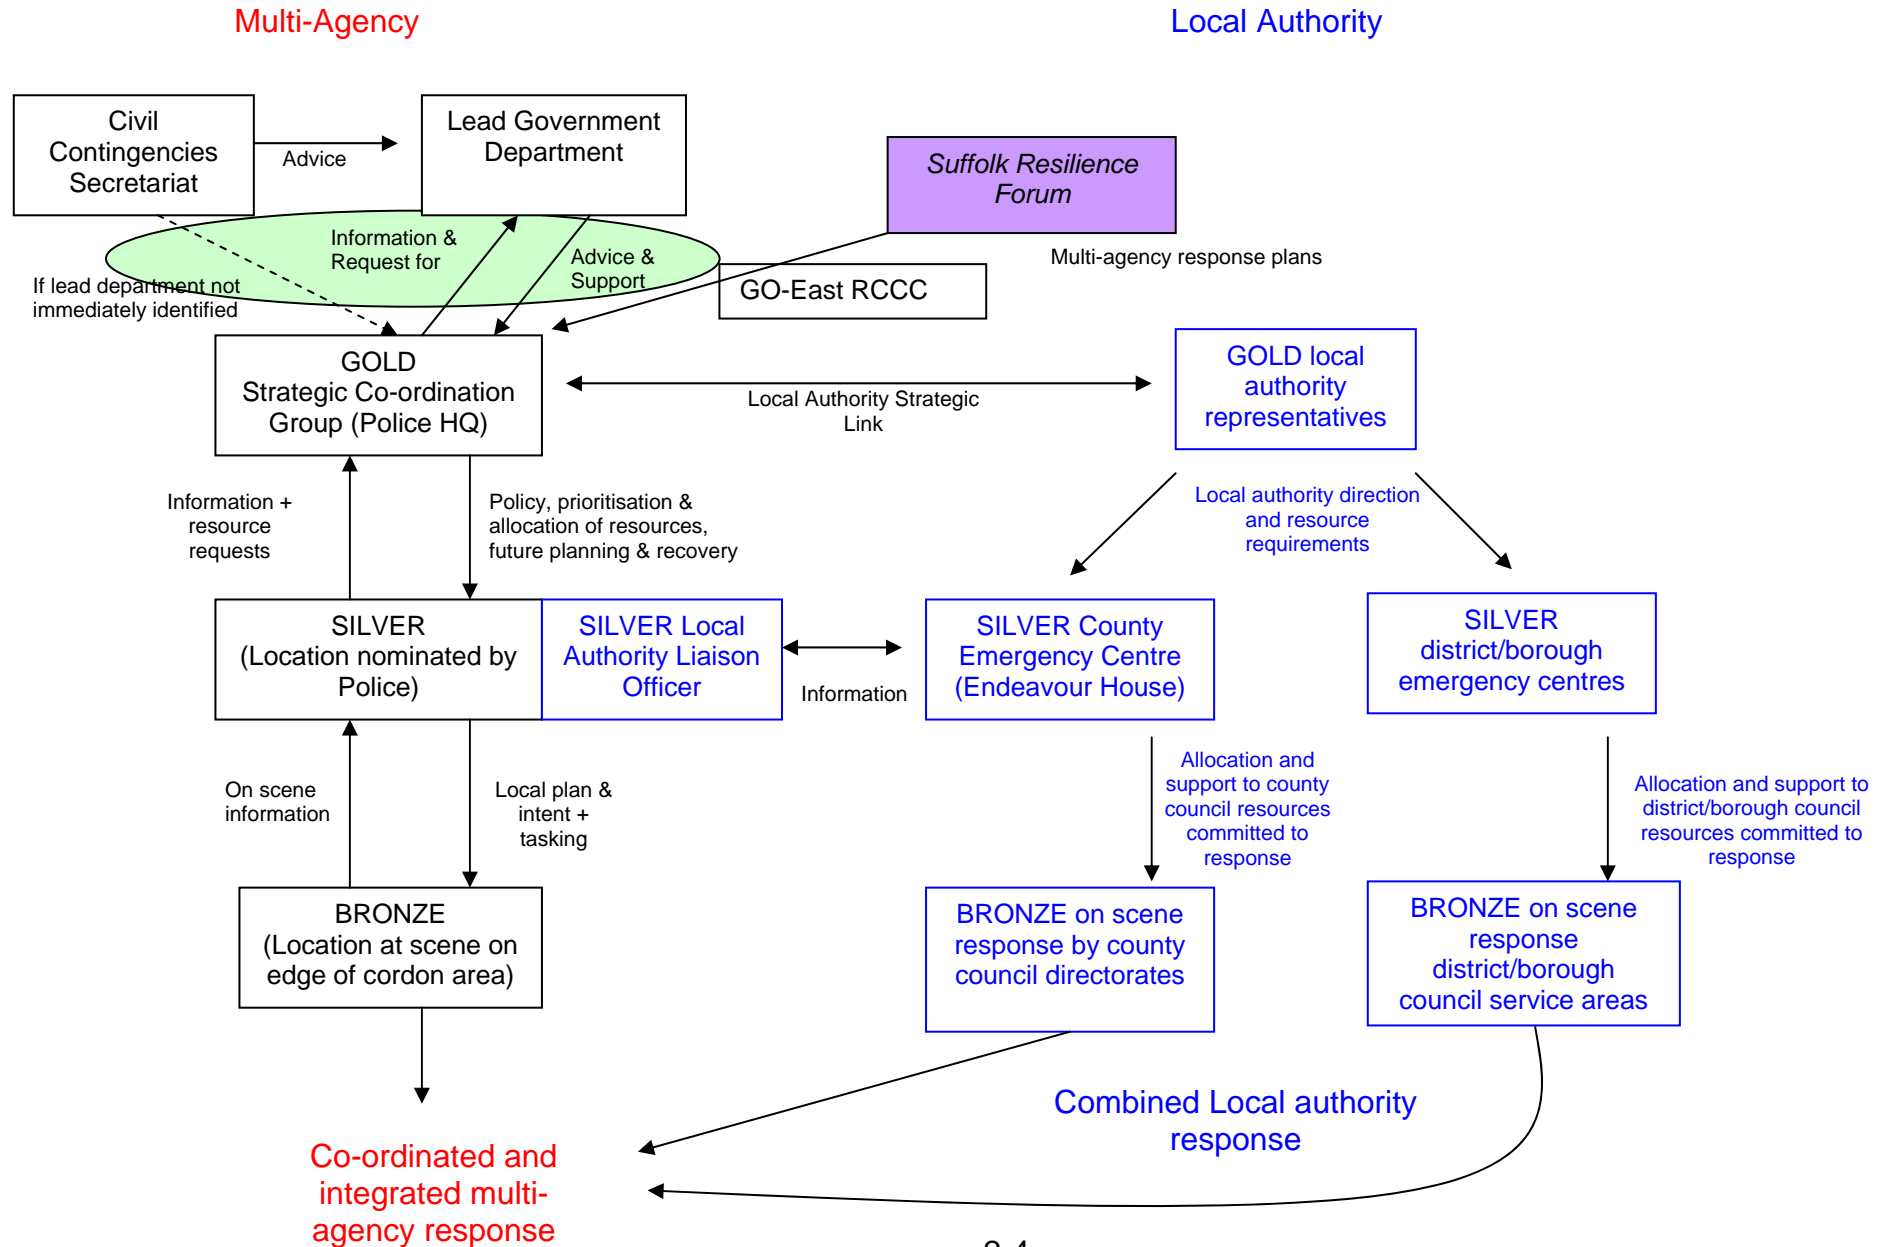 Multi-Agency
Local Authority
Civil
Contingencies
Secretariat
Advice
Lead Government
Department
Suffolk Resilience
Forum
Information &
Request for
Advice &
Support
Multi-agency response plans
If lead department not
immediately identified
GO-East RCCC
GOLD
Strategic Co-ordination
Group (Police HQ)
Local Authority Strategic
Link
GOLD local
authority
representatives
Information +
resource
requests
Policy, prioritisation &
allocation of resources,
future planning & recovery
Local authority direction
and resource
requirements
SILVER
(Location nominated by
Police)
SILVER Local
Authority Liaison
Officer
Information
SILVER County
Emergency Centre
(Endeavour House)
SILVER
district/borough
emergency centres
On scene
information
Local plan &
intent +
tasking
Allocation and
support to county
council resources
committed to
response
Allocation and support to
district/borough council
resources committed to
response
BRONZE
(Location at scene on
edge of cordon area)
BRONZE on scene
response by county
council directorates
BRONZE on scene
response
district/borough
council service areas
Combined Local authority
response
Co-ordinated and
integrated multi-
agency response